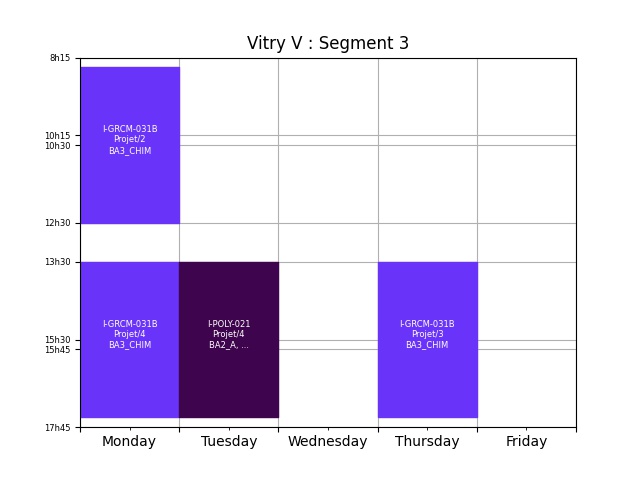 Vitry V : Segment 3
8h15
10h15
10h30
12h30
13h30
15h30
15h45
17h45
I-GRCM-031B
Projet/2
BA3_CHIM
I-GRCM-031B
Projet/4
BA3_CHIM
I-POLY-021
Projet/4
BA2_A, ...
I-GRCM-031B
Projet/3
BA3_CHIM
Monday
Tuesday
Wednesday
Thursday
Friday